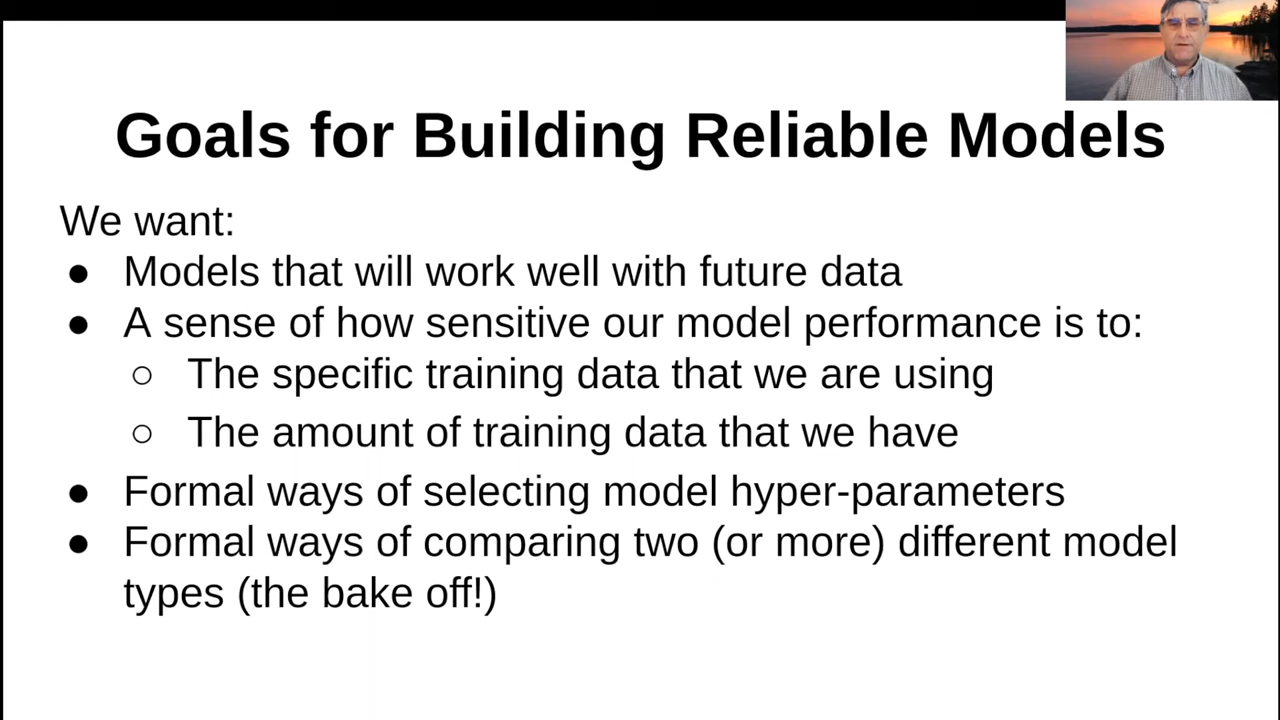 Goals for Building Reliable Models
We want:
● Models that will work well with future data
● A sense of how sensitive our model performance is to:
○ The specific training data that we are using
○ The amount of training data that we have
● Formal ways of selecting model hyper-parameters
● Formal ways of comparing two (or more) different model
types (the bake off!)